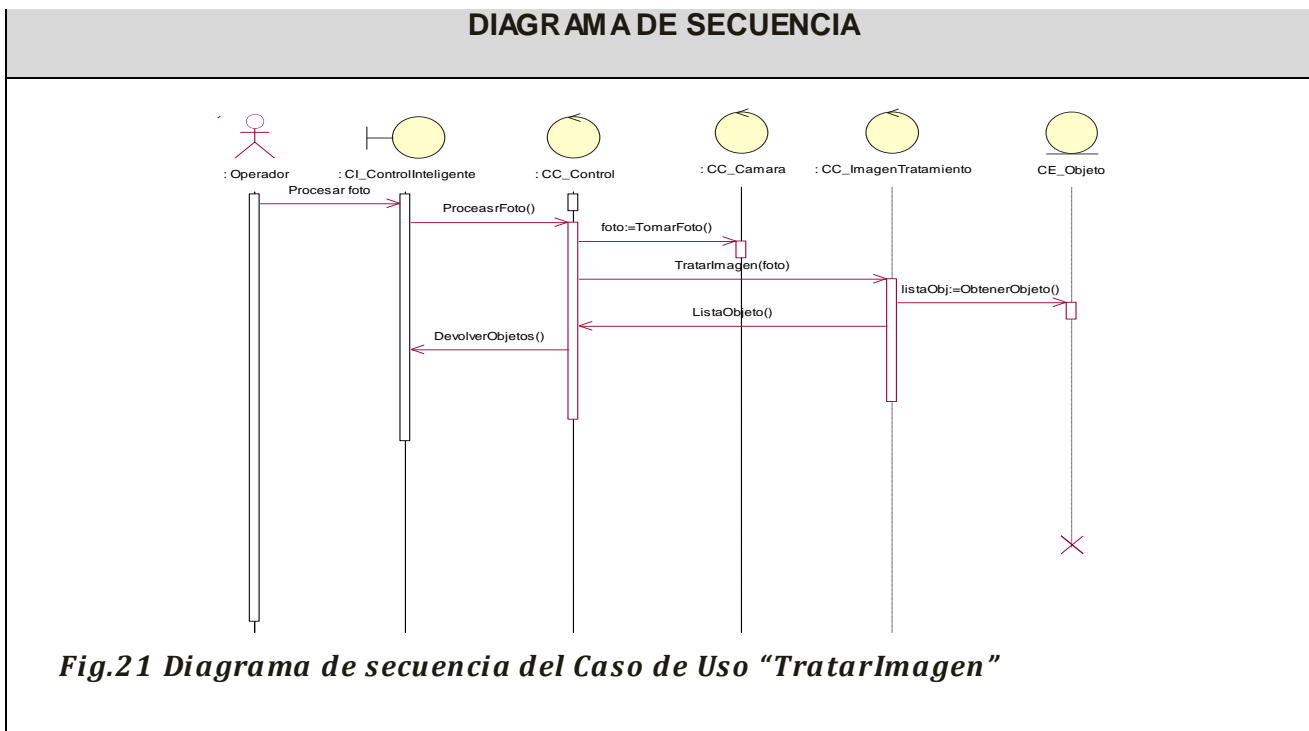 DIAGRAMA DE SECUENCIA
: Operador
: CI_ControlInteligente
: CC_Control
: CC_Camara
: CC_ImagenTratamiento
CE_Objeto
Procesar foto
ProceasrFoto()
foto:=TomarFoto()
TratarImagen(foto)
listaObj:=ObtenerObjeto()
ListaObjeto()
DevolverObjetos()
Fig.21 Diagrama de secuencia del Caso de Uso “TratarImagen”